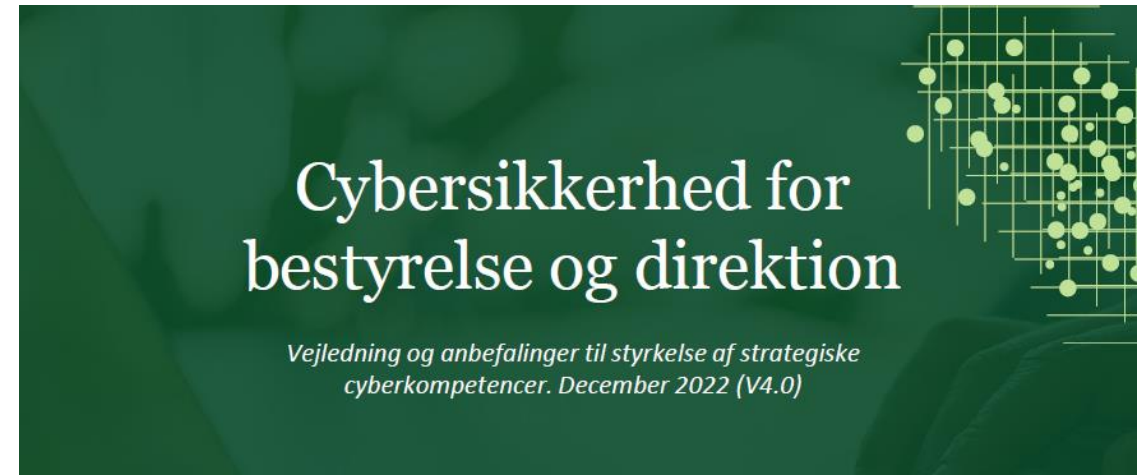 Cybersikkerhed for
bestyrelse og direktion
Vejledning og anbefalinger til styrkelse af strategiske
cyberkompetencer. December 2022 (V4.0)